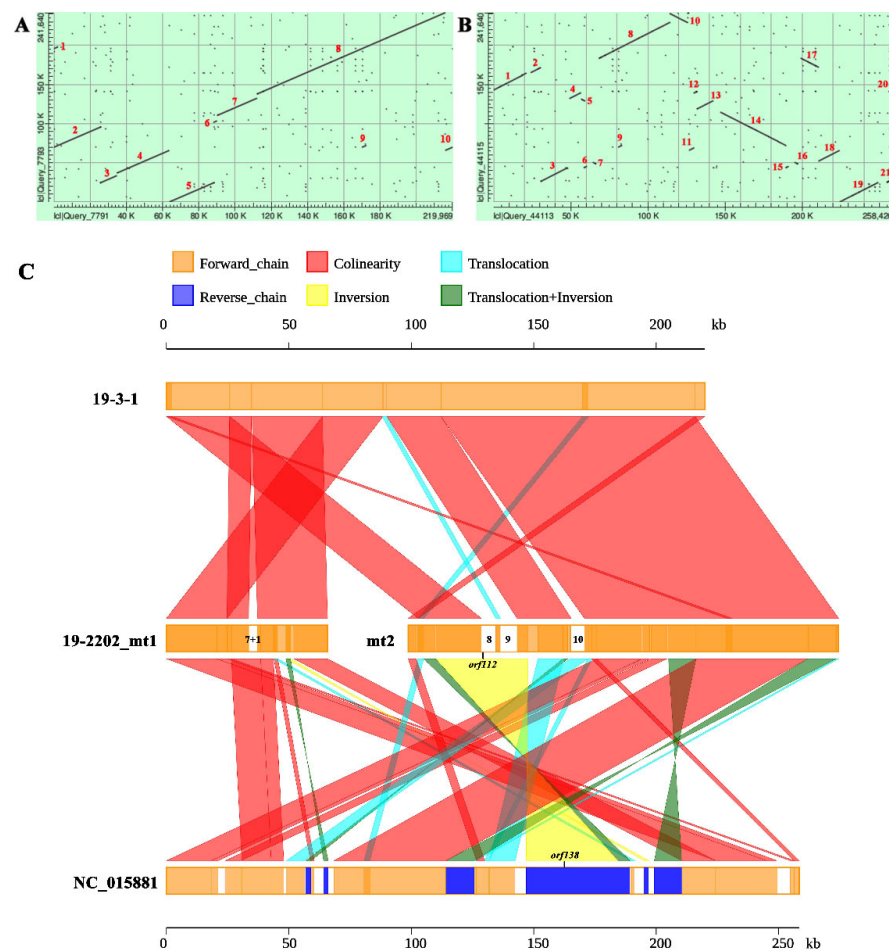 A
241,640
150 K
100 K
lcl|Query_7793
lcl|Query_7791
40 K
60 K
80 K
100 K
120 K
140 K
160 K
180 K
219,969
1
2
3
4
5
6
7
8
9
10
B
241,640
150 K
100 K
lcl|Query_44115
lcl|Query_44113
50 K
100 K
150 K
200 K
1
2
3
4
5
6
7
8
9
10
11
12
13
14
15
16
17
18
19
20
21
C
Forward_chain
Colinearity
Translocation
Reverse_chain
Inversion
Translocation+Inversion
0
50
100
150
200
kb
19-3-1
19-2202_mt1
7+1
mt2
8
9
10
orf112
orf138
NC_015881
0
50
100
150
200
250
kb